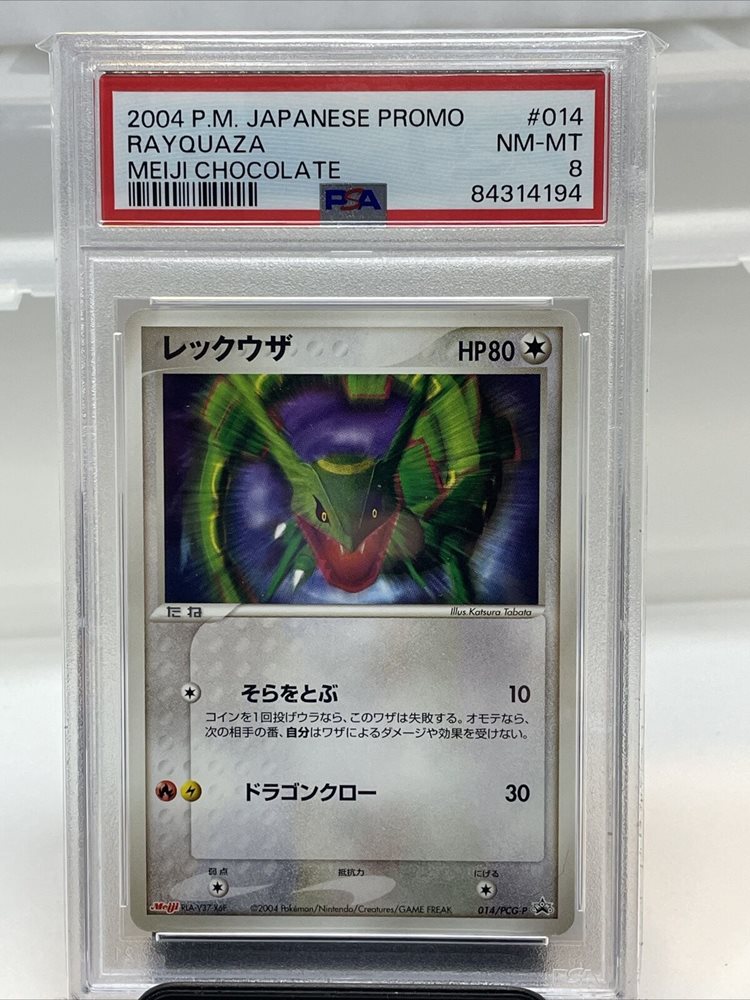 2004 P.M. JAPANESE PROMO #014
RAYQUAZA NM-MT
MEIJI CHOCOLATE 8
PSA 84314194
レックウザ HP80
たね Illus. Katsura Tabata
そらをとぶ 10
コインを1回投げウラなら、このワザは失敗する。オモテなら、
次の相手の番、自分はワザによるダメージや効果を受けない。
ドラゴンクロー 30
弱点 抵抗力 にげる
Meiji RLA-V37-X6F ©2004 Pokémon/Nintendo/Creatures/GAME FREAK 014/PCG-P
PSA